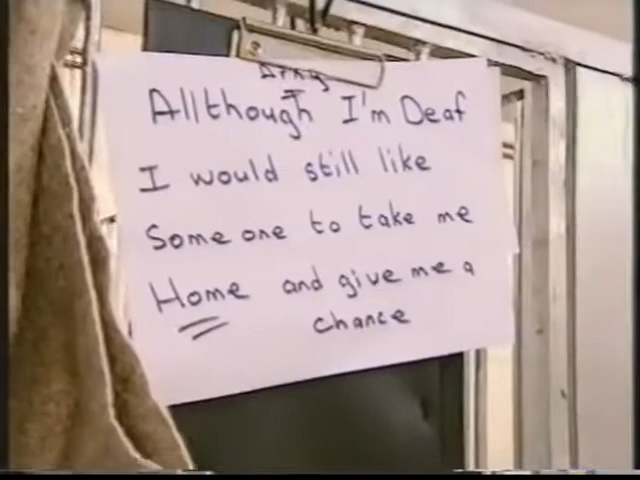 Allthough I'm Deaf
I would still like
Some one to take me
Home and give me a
chance